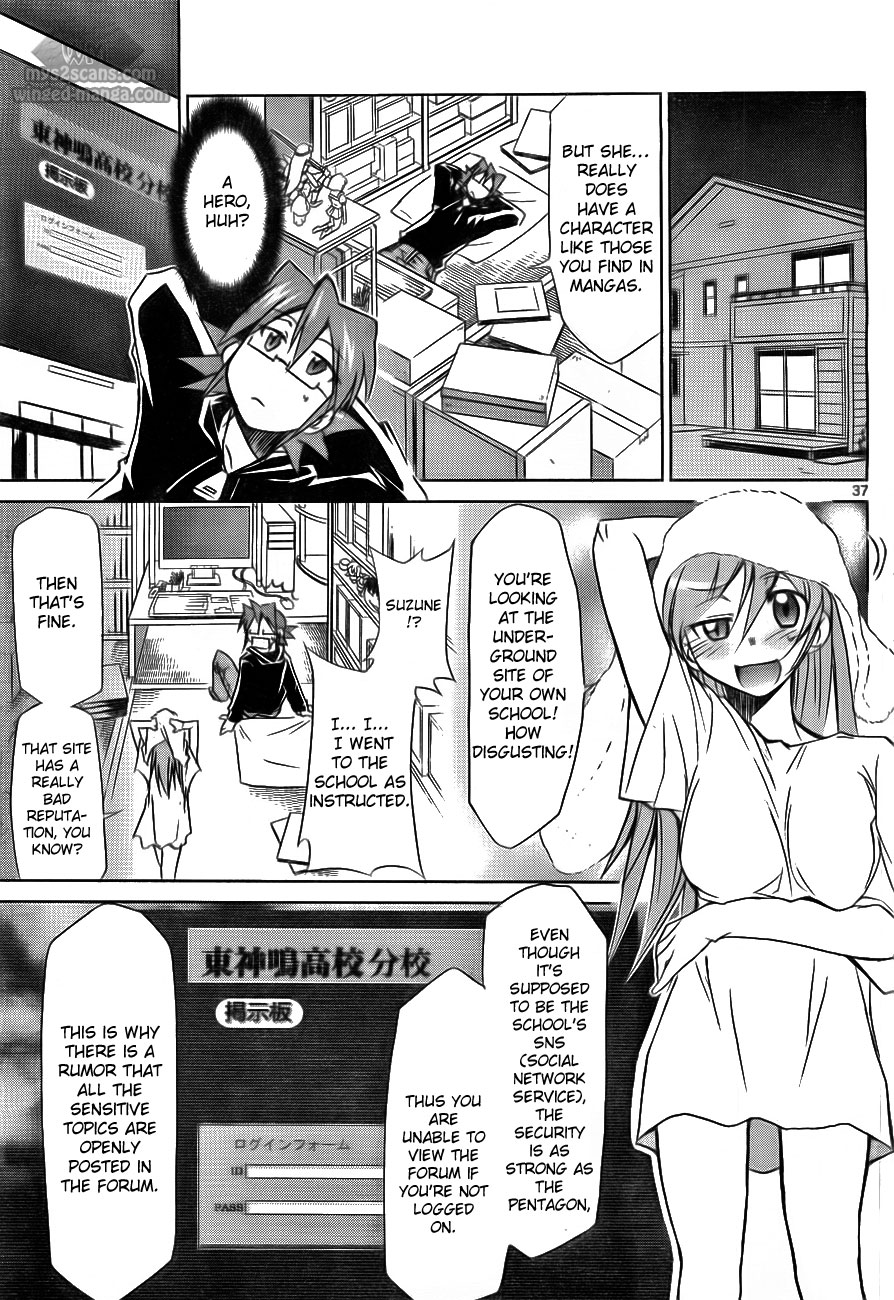 BUT SHE...
REALLY
DOES
HAVE A
CHARACTER
LIKE THOSE
YOU FIND IN
MANGAS.
A
HERO,
HUH?
mys2scans.com
winged-manga.com
東神鳴高校分校
掲示板
ログインフォーム
37
YOU'RE
LOOKING
AT THE
UNDER-
GROUND
SITE OF
YOUR OWN
SCHOOL!
HOW
DISGUSTING!
SUZUNE
!?
I... I...
I WENT
TO THE
SCHOOL AS
INSTRUCTED.
THEN
THAT'S
FINE.
THAT SITE
HAS A
REALLY
BAD
REPUTA-
TION, YOU
KNOW?
EVEN
THOUGH
IT'S
SUPPOSED
TO BE THE
SCHOOL'S
SNS
(SOCIAL
NETWORK
SERVICE),
THE
SECURITY
IS AS
STRONG AS
THE
PENTAGON,
THUS YOU
ARE
UNABLE TO
VIEW THE
FORUM IF
YOU'RE NOT
LOGGED
ON.
東神鳴高校分校
掲示板
ログインフォーム
ID
PASS
THIS IS WHY
THERE IS A
RUMOR THAT
ALL THE
SENSITIVE
TOPICS ARE
OPENLY
POSTED IN
THE FORUM.